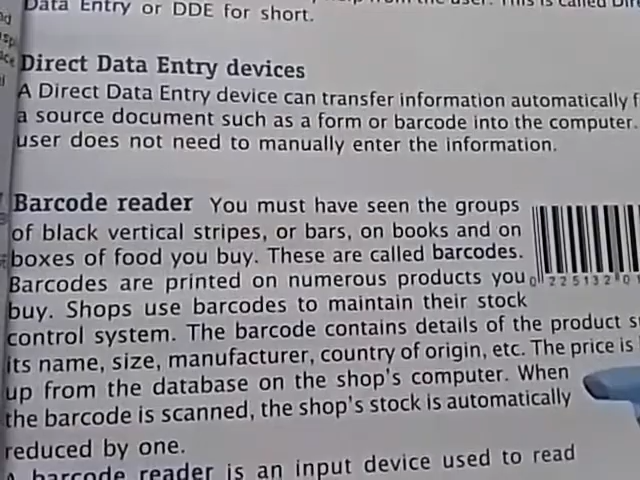 Data Entry or DDE for short.
Direct Data Entry devices
A Direct Data Entry device can transfer information automatically
a source document such as a form or barcode into the computer.
user does not need to manually enter the information.
Barcode reader You must have seen the groups
of black vertical stripes, or bars, on books and on
boxes of food you buy. These are called barcodes.
Barcodes are printed on numerous products you
buy. Shops use barcodes to maintain their stock
control system. The barcode contains details of the product
its name, size, manufacturer, country of origin, etc. The price is
up from the database on the shop's computer. When
the barcode is scanned, the shop's stock is automatically
reduced by one.
A barcode reader is an input device used to read
0 225132 01